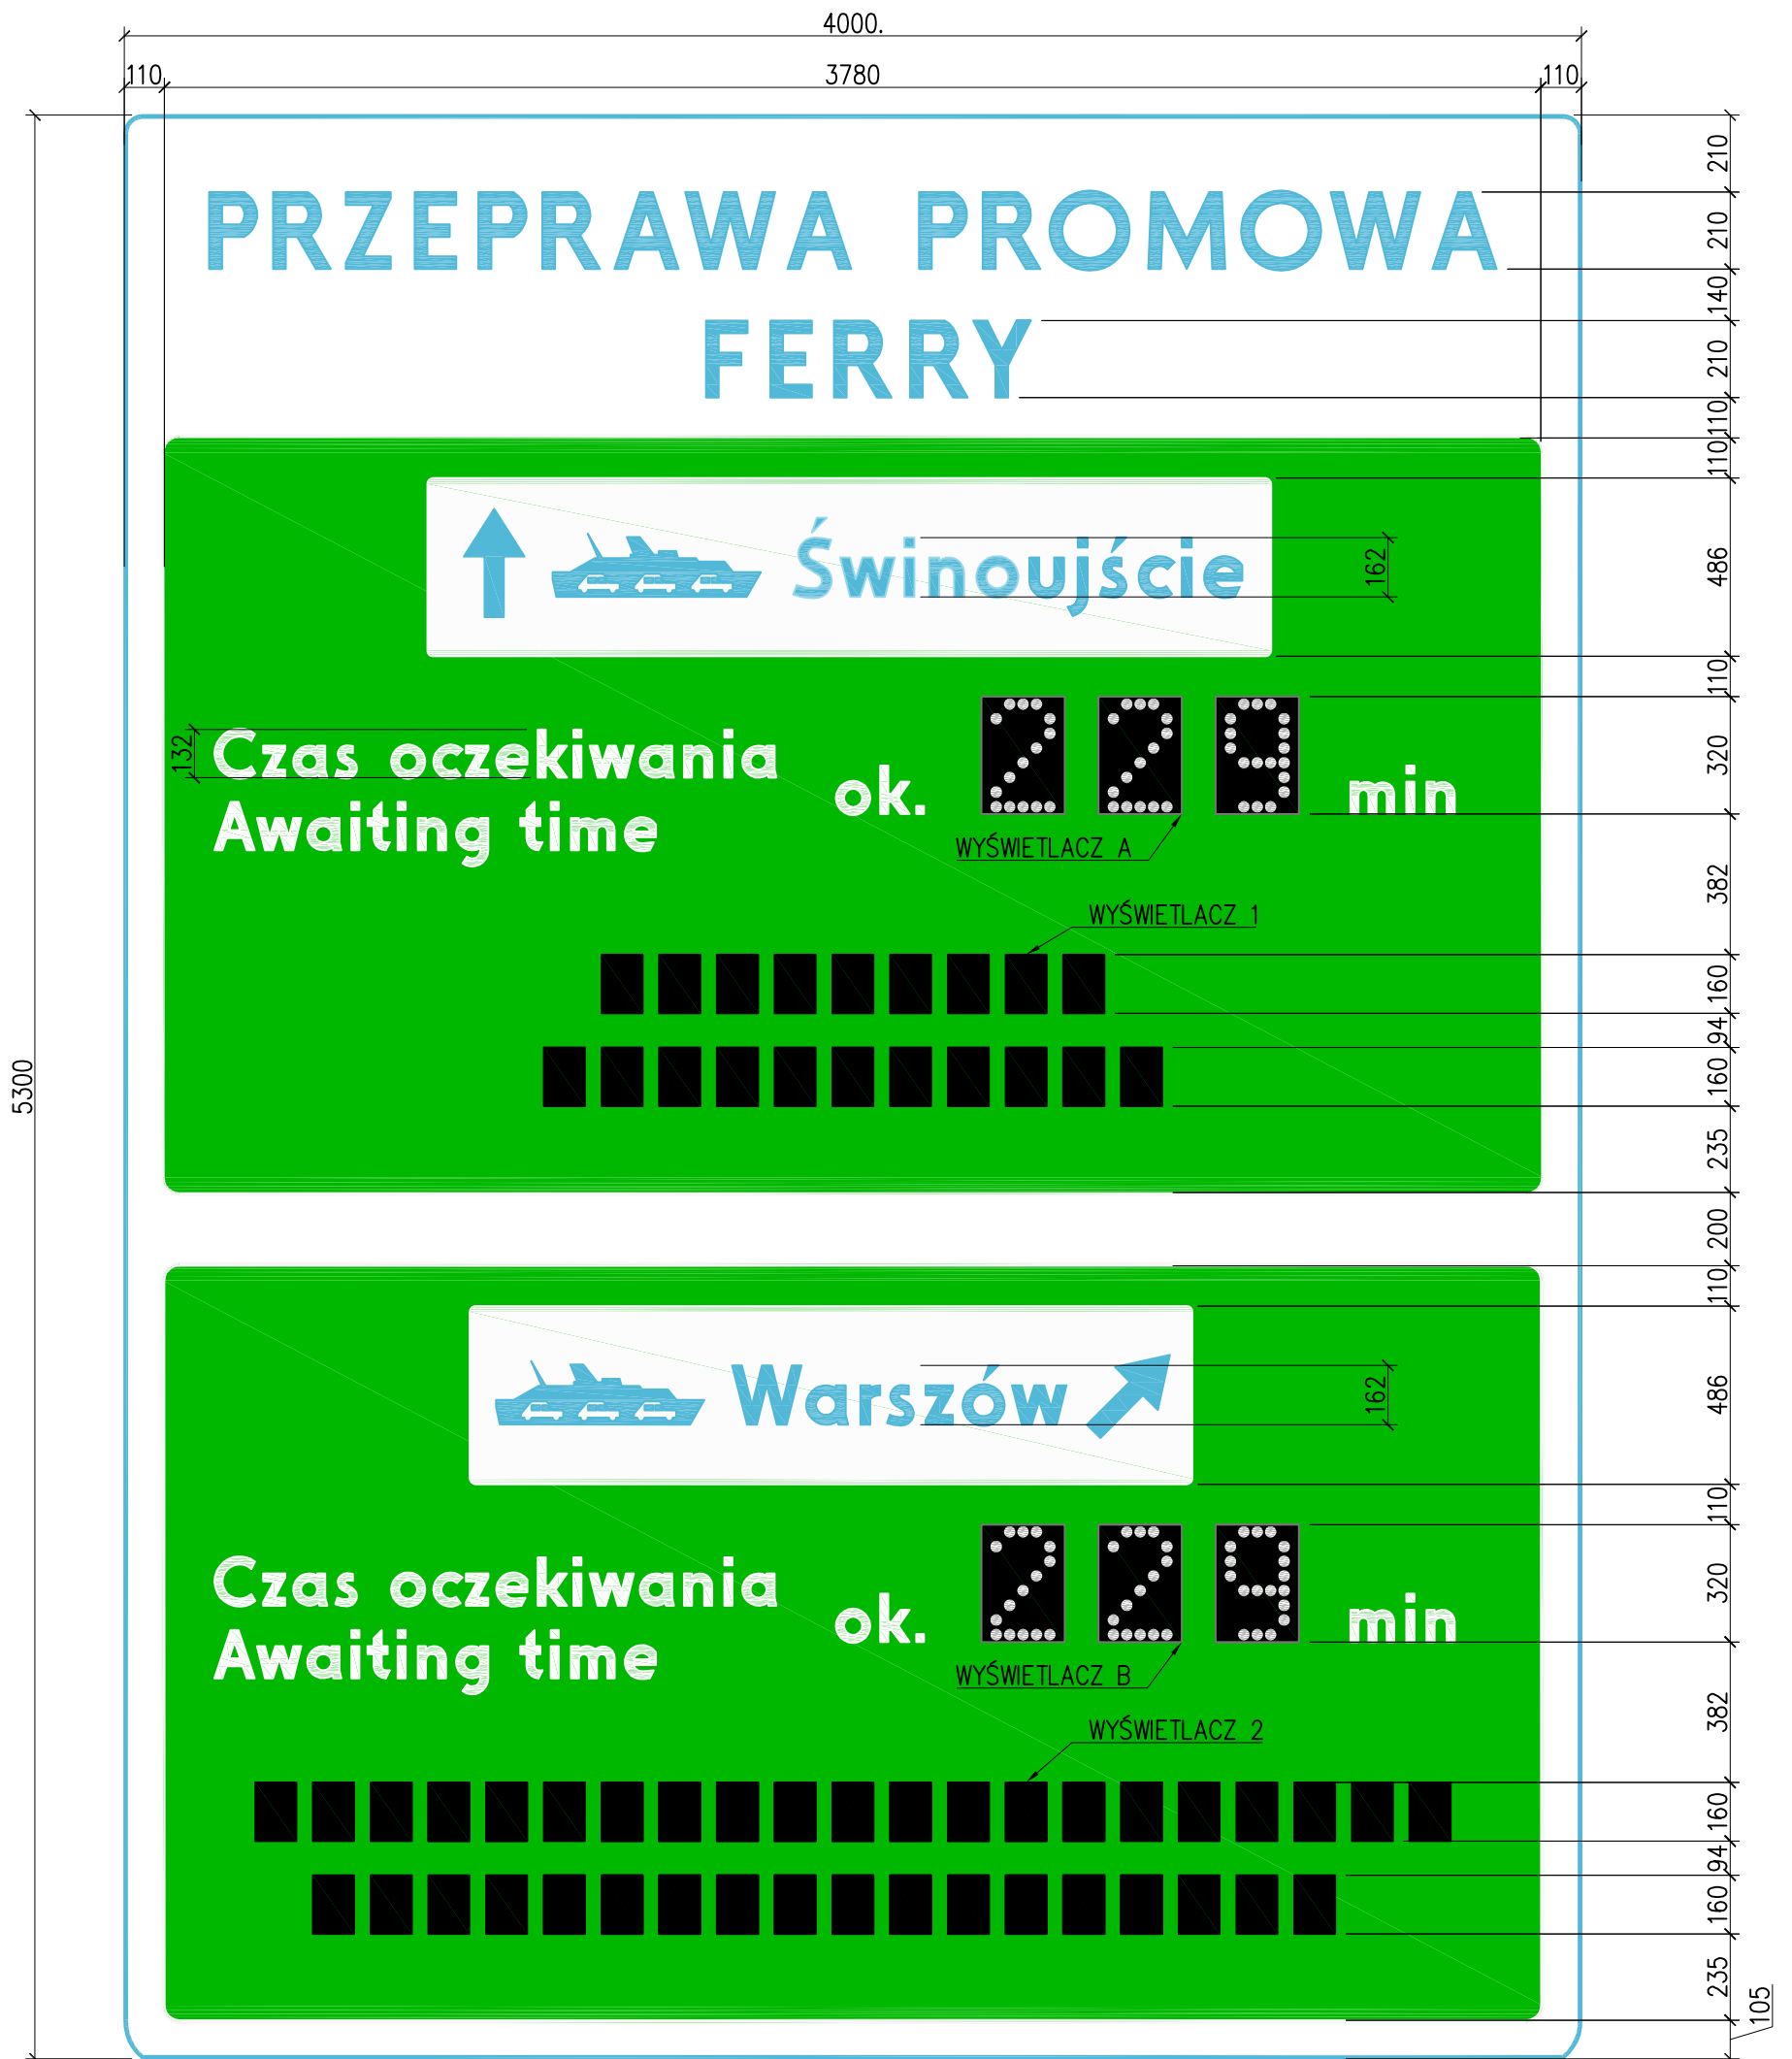 4000.
110 3780 110
210
PRZEPRAWA PROMOWA
210
140
FERRY
210
110
110
Świnoujście
162
486
110
132
Czas oczekiwania
Awaiting time
ok.
229
min
320
WYŚWIETLACZ A
382
WYŚWIETLACZ 1
160
94
160
5300
235
200
110
Warszów
162
486
110
Czas oczekiwania
Awaiting time
ok.
229
min
320
WYŚWIETLACZ B
382
WYŚWIETLACZ 2
160
94
160
235
105